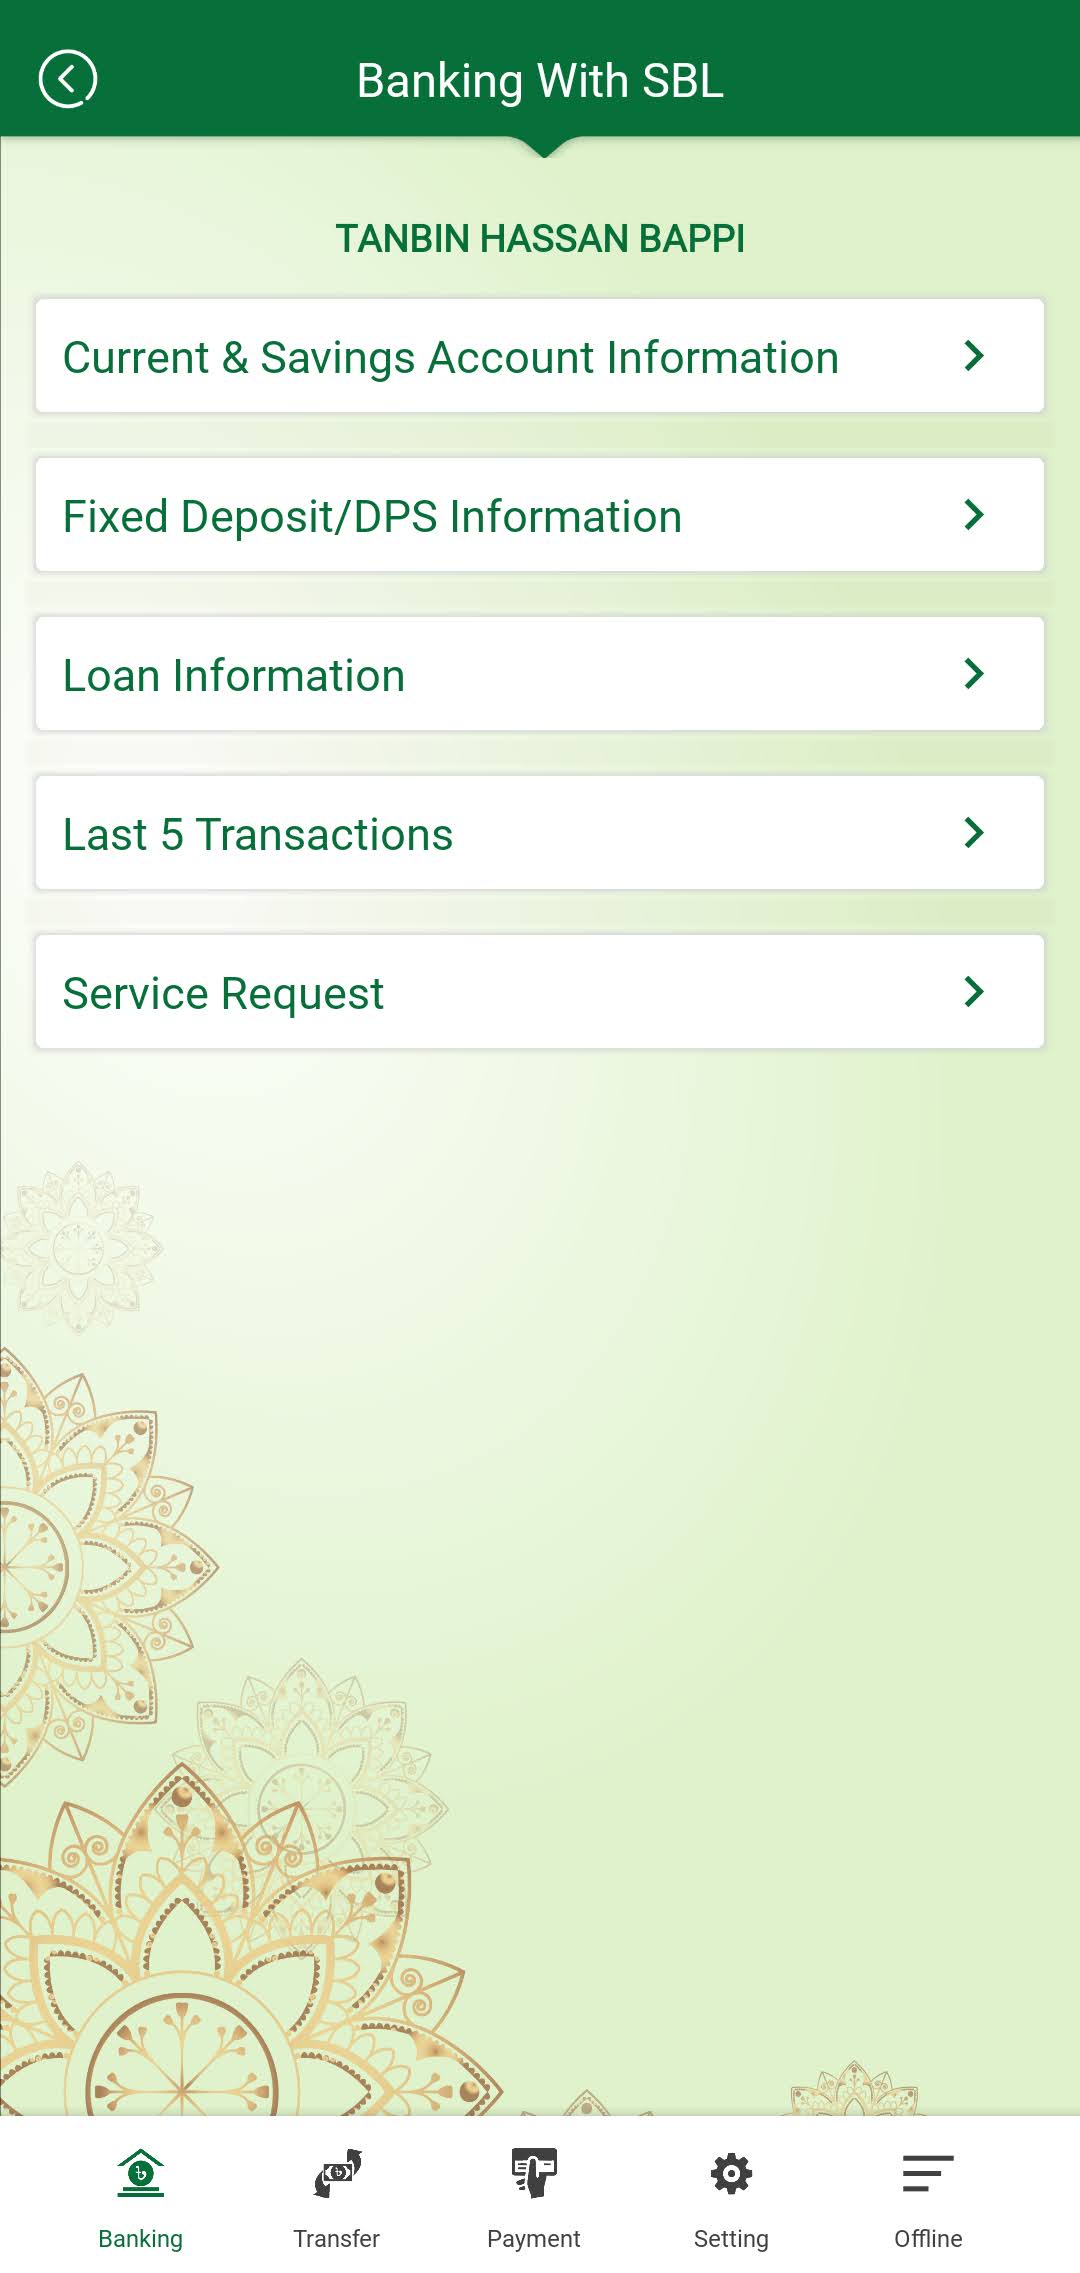 Banking With SBL
TANBIN HASSAN BAPPI
Current & Savings Account Information
Fixed Deposit/DPS Information
Loan Information
Last 5 Transactions
Service Request
Banking
Transfer
Payment
Setting
Offline